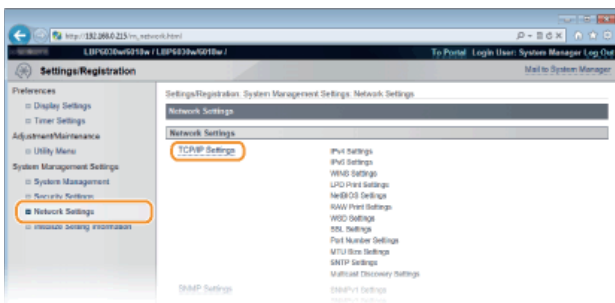 http://192.168.0.215/m_network.html
LBP6030w/6018w / LBP6030w/6018w /
To Portal Login User: System Manager Log Out
Settings/Registration
Mail to System Manager
Preferences
Display Settings
Timer Settings
Adjustment/Maintenance
Utility Menu
System Management Settings
System Management
Security Settings
Network Settings
Initialize Setting Information
Settings/Registration: System Management Settings: Network Settings
Network Settings
Network Settings
TCP/IP Settings
IPv4 Settings
IPv6 Settings
WINS Settings
LPD Print Settings
NetBIOS Settings
RAW Print Settings
WSD Settings
SSL Settings
Port Number Settings
MTU Size Settings
SNTP Settings
Multicast Discovery Settings
SNMP Settings
SNMPv1 Settings